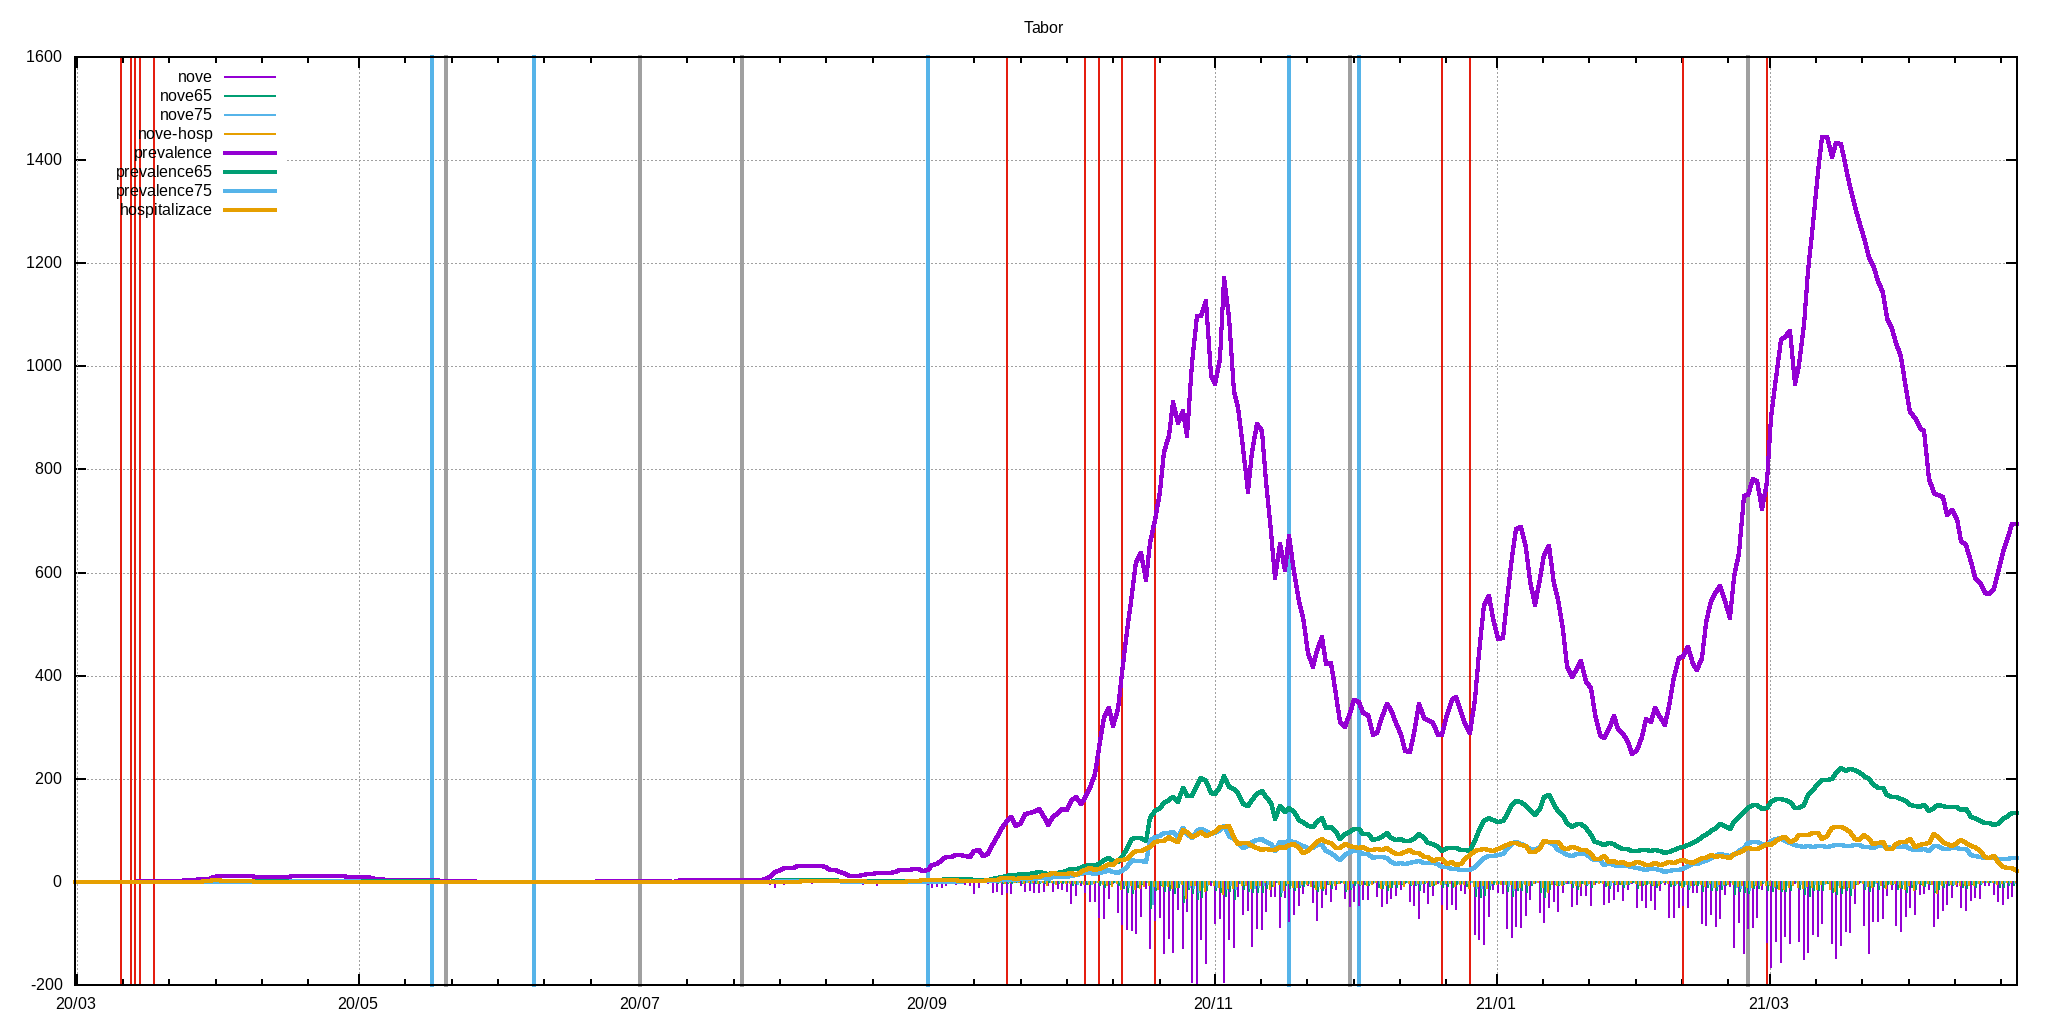 Tabor
1600
1400
1200
1000
800
600
400
200
0
-200
nove
nove65
nove75
nove-hosp
prevalence
prevalence65
prevalence75
hospitalizace
20/03
20/05
20/07
20/09
20/11
21/01
21/03